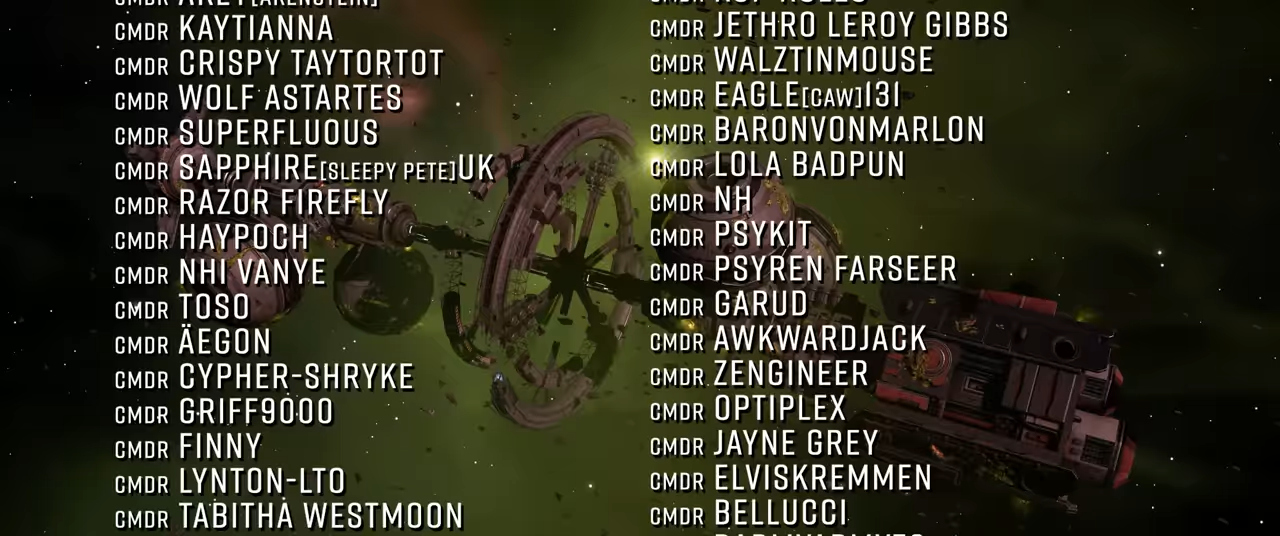 CMDR KAYTIANNA
CMDR CRISPY TAYTORTOT
CMDR WOLF ASTARTES
CMDR SUPERFLUOUS
CMDR SAPPHIRE[SLEEPY PETE]UK
CMDR RAZOR FIREFLY
CMDR HAYPOCH
CMDR NHI VANYE
CMDR TOSO
CMDR ÄEGON
CMDR CYPHER-SHRYKE
CMDR GRIFF9000
CMDR FINNY
CMDR LYNTON-LTO
CMDR TABITHA WESTMOON
CMDR JETHRO LEROY GIBBS
CMDR WALZTINMOUSE
CMDR EAGLE[CAW]131
CMDR BARONVONMARLON
CMDR LOLA BADPUN
CMDR NH
CMDR PSYKIT
CMDR PSYREN FARSEER
CMDR GARUD
CMDR AWKWARDJACK
CMDR ZENGINEER
CMDR OPTIPLEX
CMDR JAYNE GREY
CMDR ELVISKREMMEN
CMDR BELLUCCI